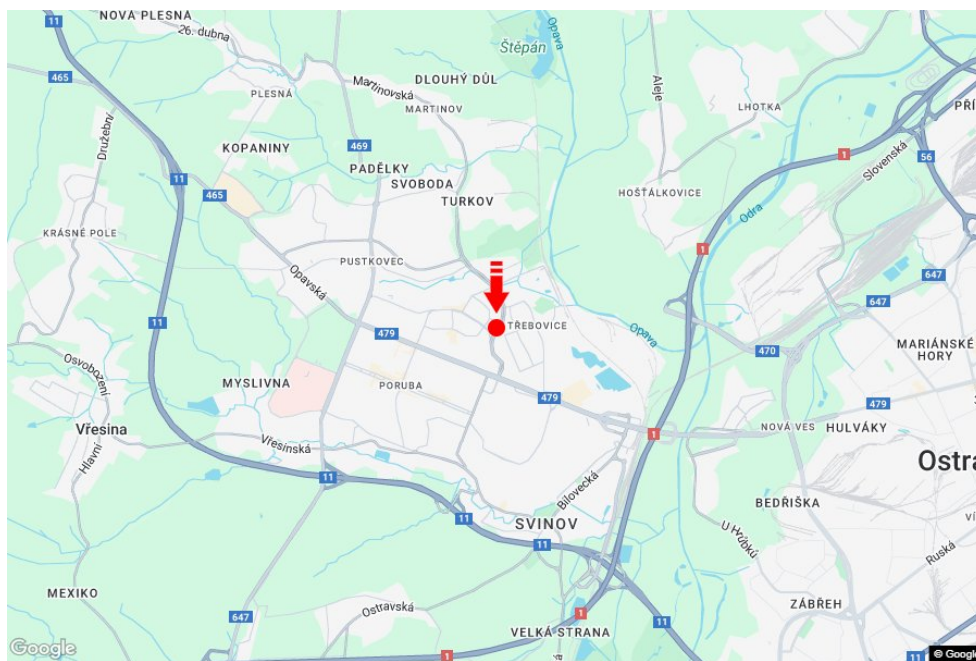 NOVÁ PLESNÁ
26. dubna
11
465
PLESNÁ
Štěpán
Opava
DLOUHÝ DŮL
Martinovská
MARTINOV
Aleje
LHOTKA
PŘÍ
Družební
KOPANINY
469
PADĚLKY
SVOBODA
TURKOV
1
Slovenská
56
11
465
HOŠŤÁLKOVICE
Odra
KRÁSNÉ POLE
PUSTKOVEC
1
647
Opavská
647
11
479
TŘEBOVICE
Opava
470
MARIÁNSKÉ
HORY
Osvobození
MYSLIVNA
PORUBA
479
479
Vřesina
Hlavní
Vřesinská
1
NOVÁ VES
HULVÁKY
11
Bílovecká
Ostra
BEDŘIŠKA
11
SVINOV
11
U Hrůbků
Ruská
MEXIKO
647
Ostravská
1
ZÁBŘEH
VELKÁ STRANA
1
11
Google
© Googl